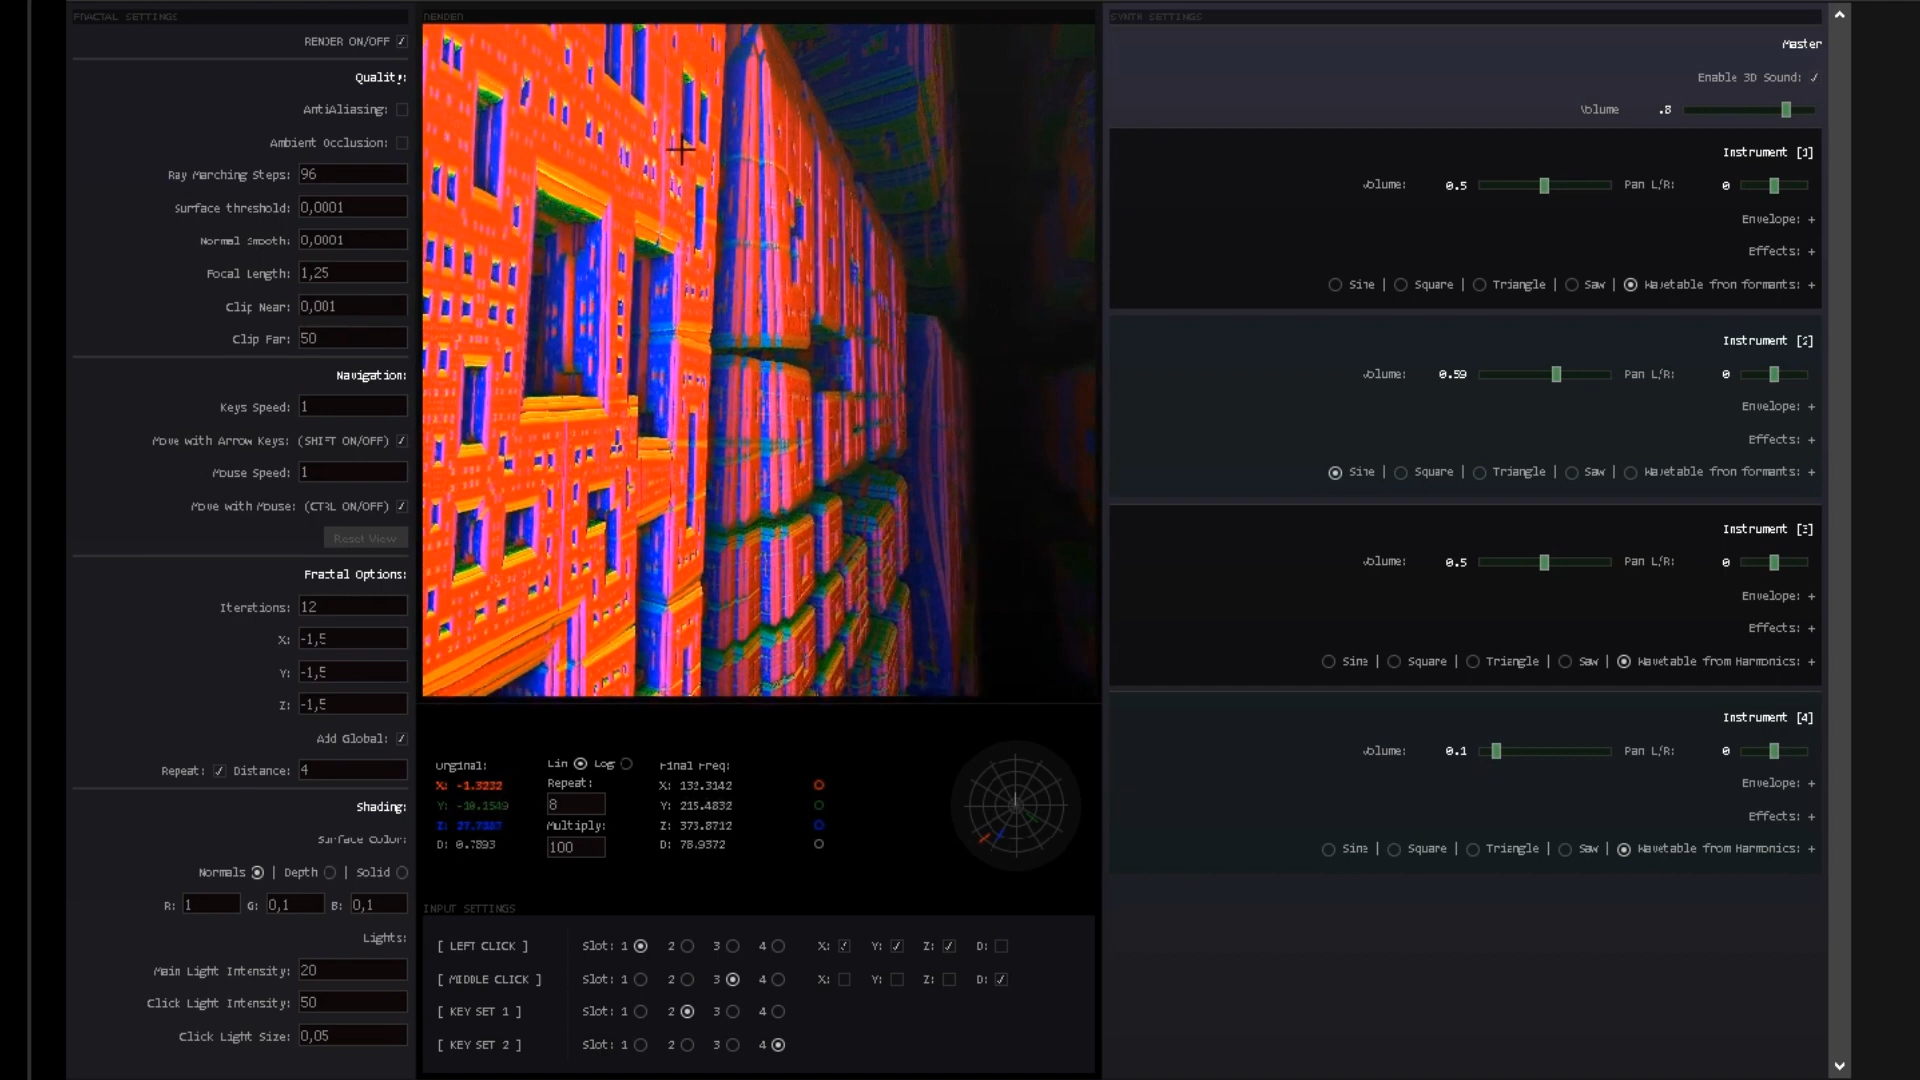 FRACTAL SETTINGS
RENDER ON/OFF
Quality:
AntiAliasing:
Ambient Occlusion:
Ray Marching Steps: 96
Surface threshold: 0,0001
Normal Smooth: 0,0001
Focal Length: 1,25
Clip Near: 0,001
Clip Far: 50
Navigation:
Keys Speed: 1
Move with Arrow Keys: (SHIFT ON/OFF)
Mouse Speed: 1
Move with Mouse: (CTRL ON/OFF)
Reset View
Fractal Options:
Iterations: 12
X: -1,5
Y: -1,5
Z: -1,5
Add Global:
Repeat: Distance: 4
Shading:
Surface Color:
Normals | Depth | Solid
R: 1 G: 0,1 B: 0,1
Lights:
Main Light Intensity: 20
Click Light Intensity: 50
Click Light Size: 0,05
RENDER
Orginal:
X: -1.3232
Y: -10.1549
Z:
D: 0.7893
Lin Log
Repeat:
8
Multiply:
100
Final Freq:
X: 132.3142
Y: 215.4832
Z: 373.8712
D: 78.9372
INPUT SETTINGS
[ LEFT CLICK ] Slot: 1 2 3 4 X: Y: Z: D:
[ MIDDLE CLICK ] Slot: 1 2 3 4 X: Y: Z: D:
[ KEY SET 1 ] Slot: 1 2 3 4
[ KEY SET 2 ] Slot: 1 2 3 4
SYNTH SETTINGS
Master
Enable 3D Sound:
Volume .8
Instrument [1]
Volume: 0.5 Pan L/R: 0
Envelope: +
Effects: +
Sine | Square | Triangle | Saw | Wavetable from formants: +
Instrument [2]
Volume: 0.59 Pan L/R: 0
Envelope: +
Effects: +
Sine | Square | Triangle | Saw | Wavetable from formants: +
Instrument [3]
Volume: 0.5 Pan L/R: 0
Envelope: +
Effects: +
Sine | Square | Triangle | Saw | Wavetable from Harmonics: +
Instrument [4]
Volume: 0.1 Pan L/R: 0
Envelope: +
Effects: +
Sine | Square | Triangle | Saw | Wavetable from Harmonics: +